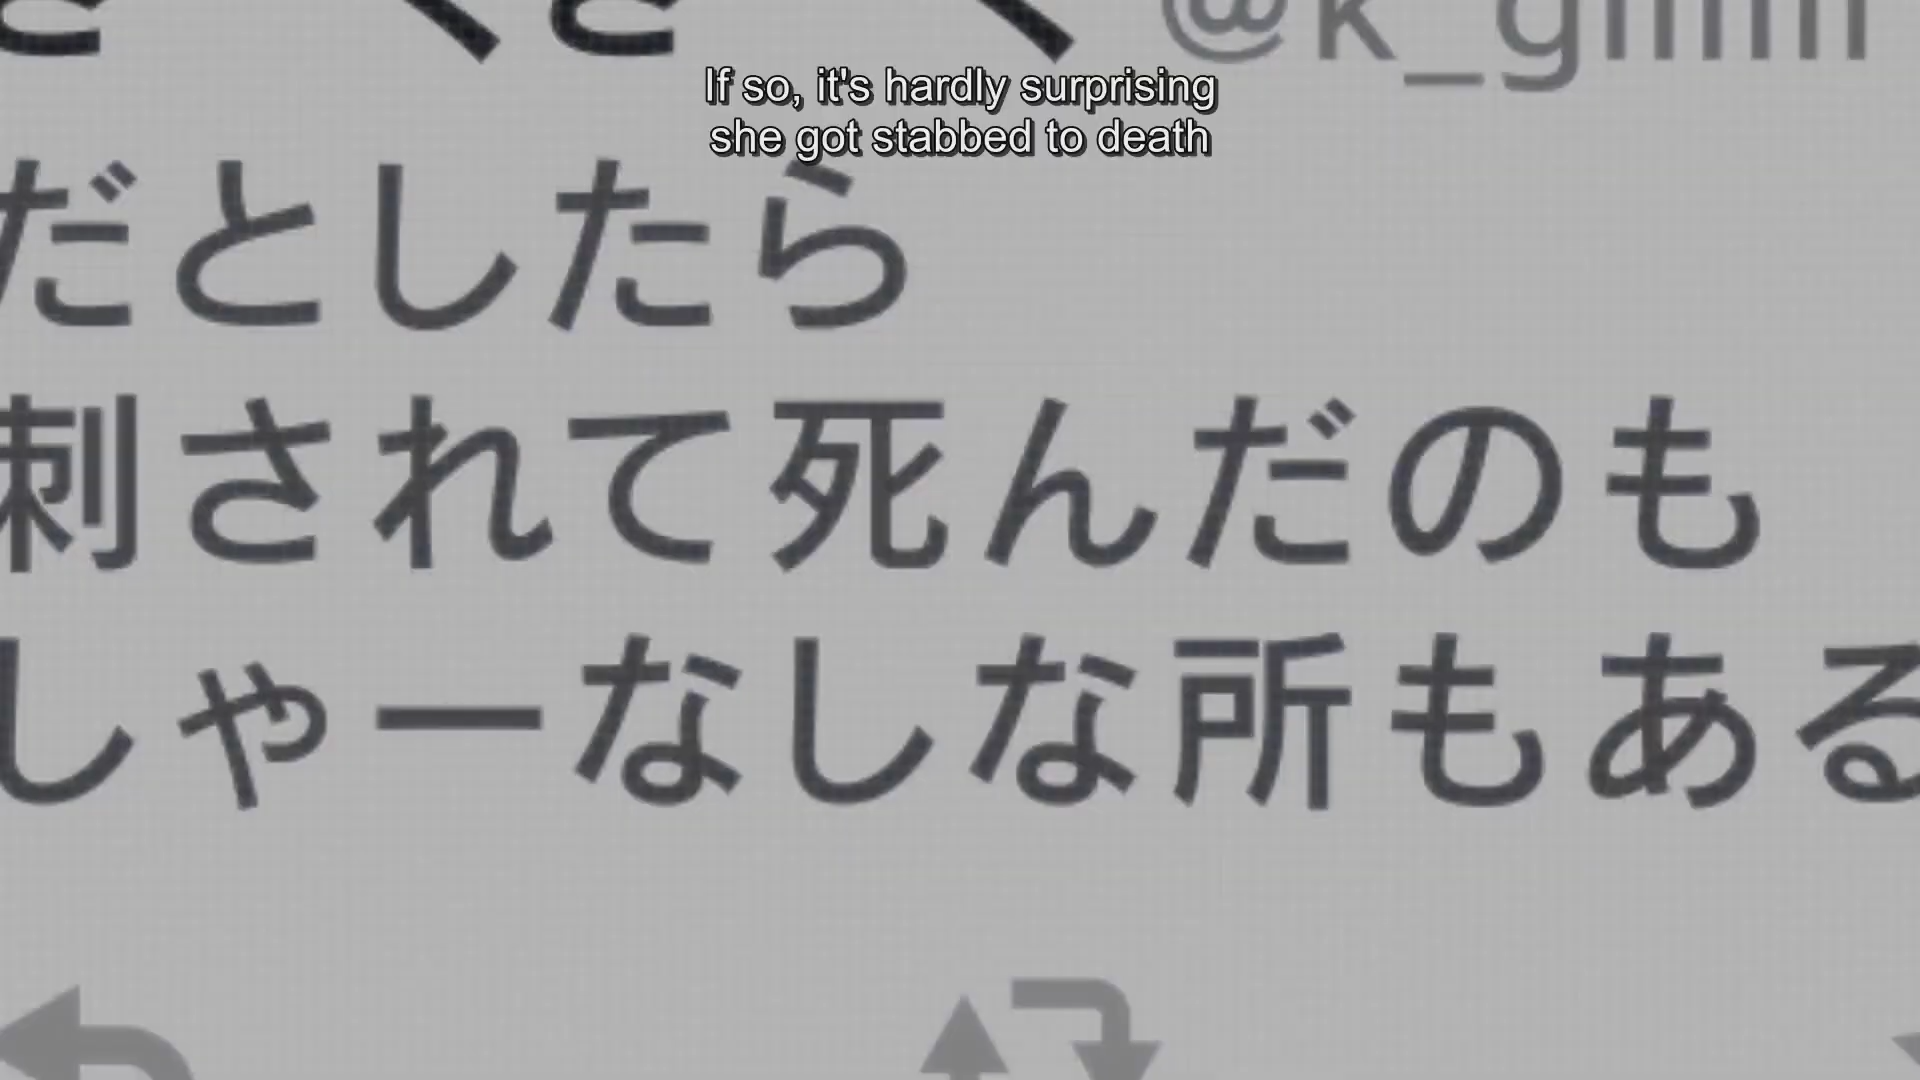 If so, it's hardly surprising
she got stabbed to death
だとしたら
刺されて死んだのも
しゃーなしな所もある